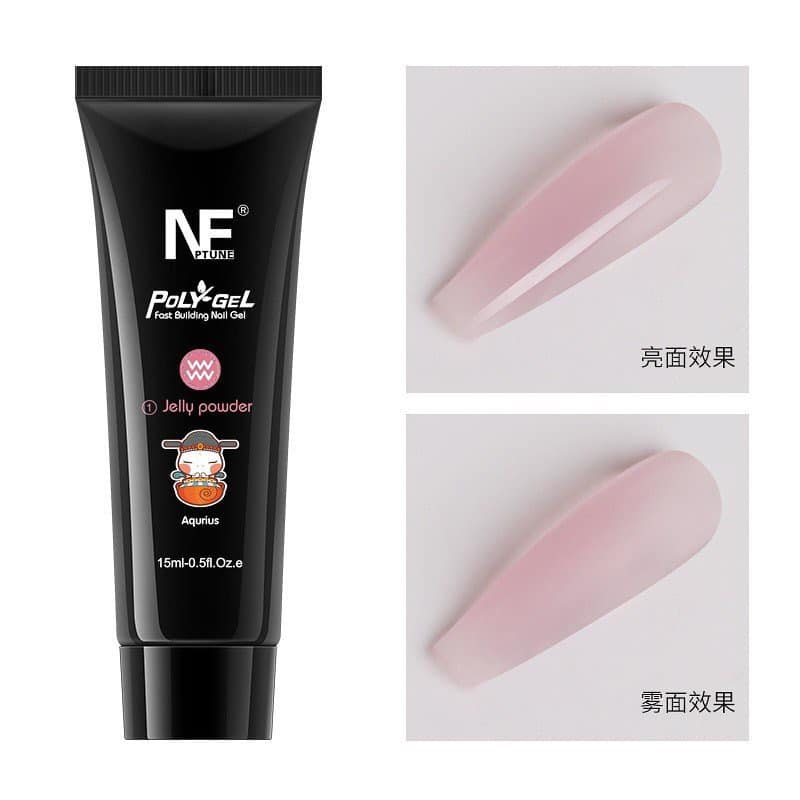 NF®
PTUNE
POLY-GEL
Fast Building Nail Gel
① Jelly powder
Aqurius
15ml-0.5fl.Oz.e
亮面效果
雾面效果